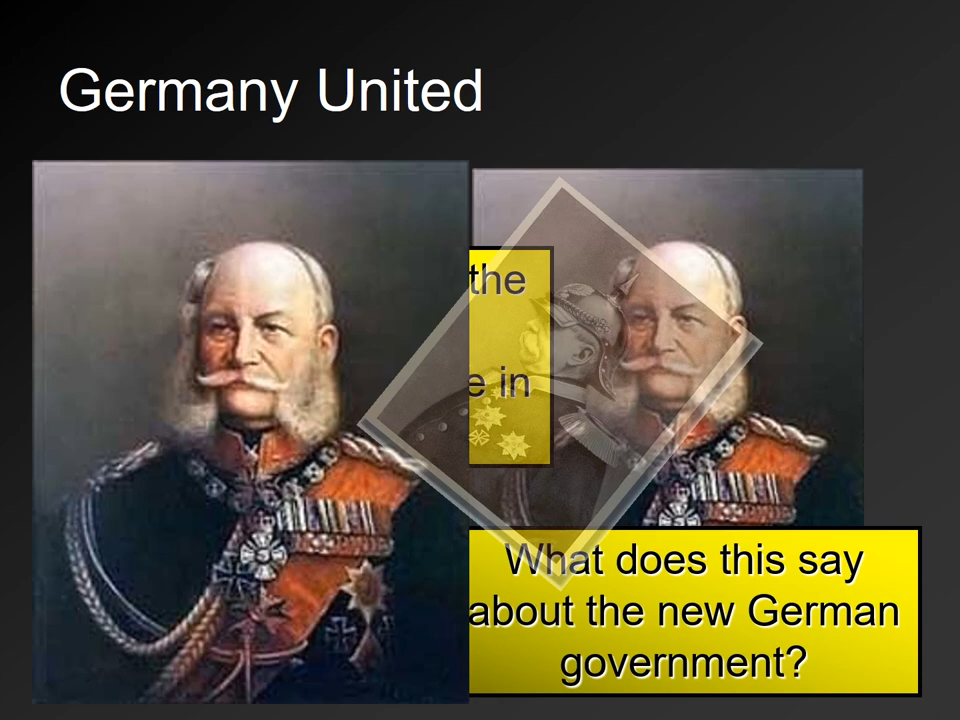 Germany United
the
e in
What does this say
about the new German
government?